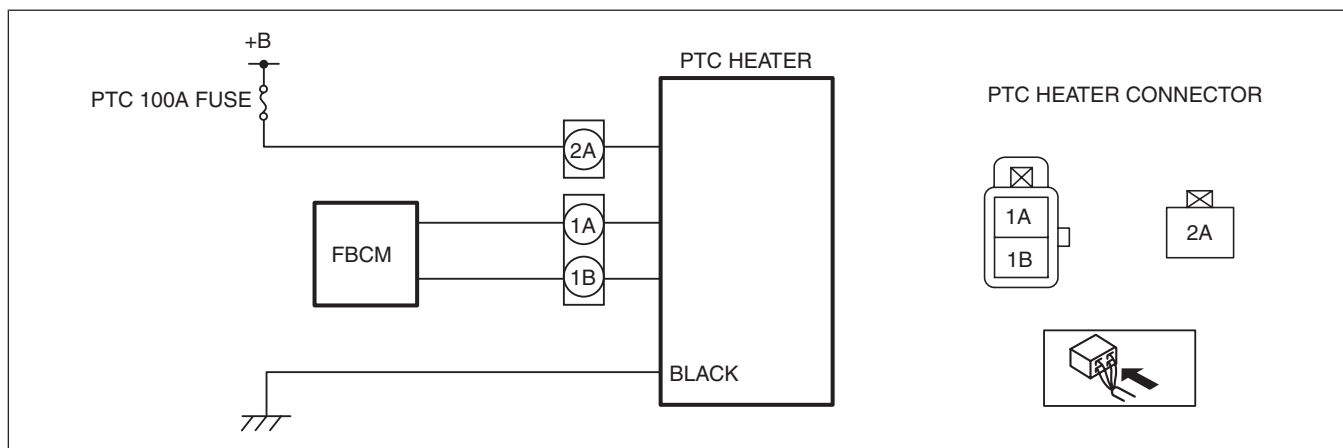 +B
PTC 100A FUSE
PTC HEATER
2A
1A
FBCM
1B
BLACK
PTC HEATER CONNECTOR
1A
1B
2A